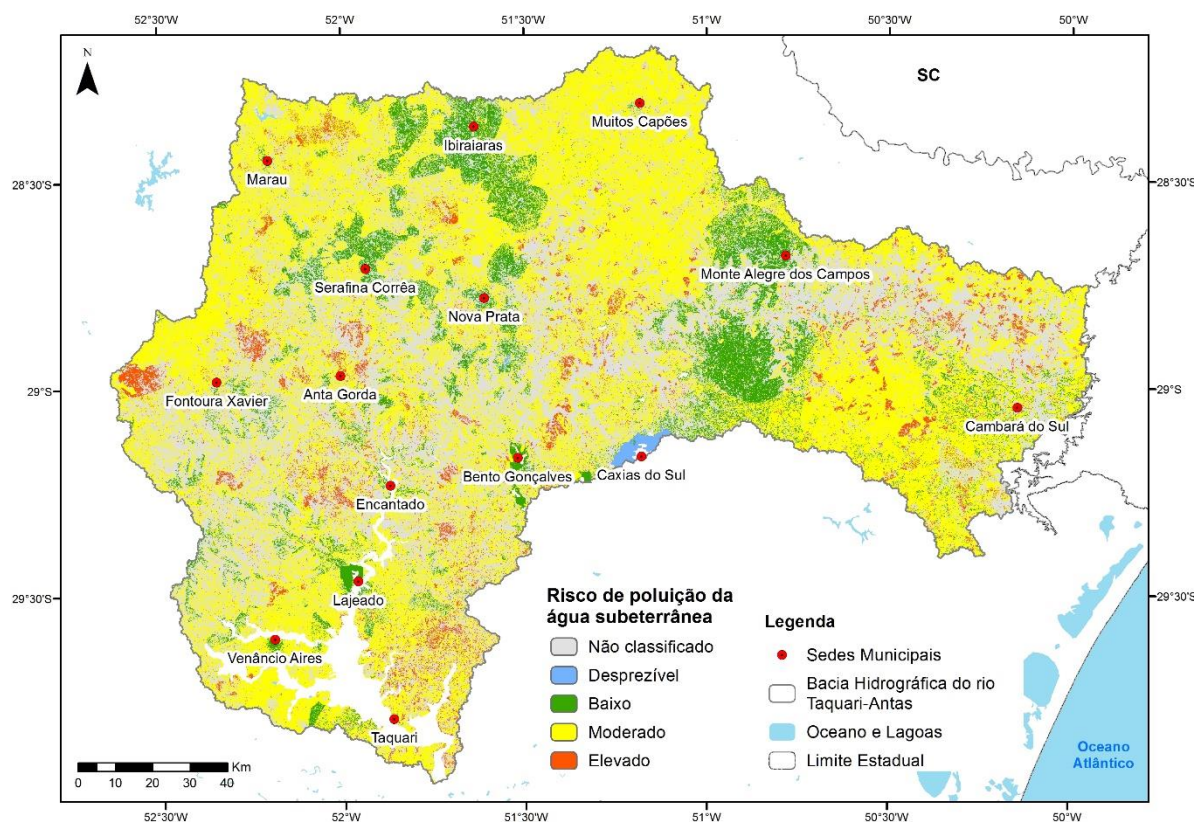 52°30'W 52°W 51°30'W 51°W 50°30'W 50°W
N
SC
Muitos Capões
Ibiraiaras
Marau
28°30'S 28°30'S
Monte Alegre dos Campos
Serafina Corrêa
Nova Prata
29°S 29°S
Fontoura Xavier
Anta Gorda
Cambará do Sul
Bento Gonçalves
Caxias do Sul
Encantado
29°30'S 29°30'S
Lajeado
Venâncio Aires
Taquari
Risco de poluição da
água subeterrânea
Não classificado
Desprezível
Baixo
Moderado
Elevado
Legenda
Sedes Municipais
Bacia Hidrográfica do rio
Taquari-Antas
Oceano e Lagoas
Limite Estadual
Oceano
Atlântico
Km
0 10 20 30 40
52°30'W 52°W 51°30'W 51°W 50°30'W 50°W